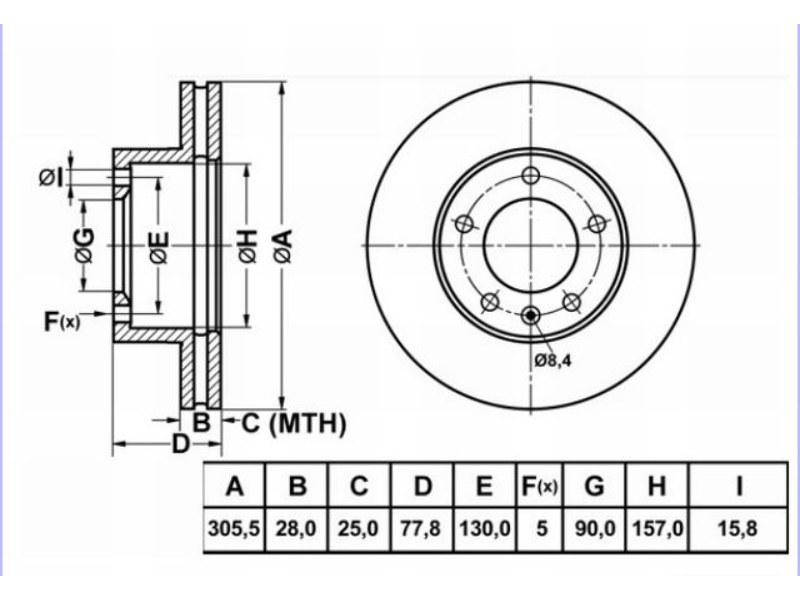 ØI
ØG
ØE
ØH
ØA
F(x)
Ø8,4
B
C (MTH)
D
A B C D E F(x) G H I
305,5 28,0 25,0 77,8 130,0 5 90,0 157,0 15,8